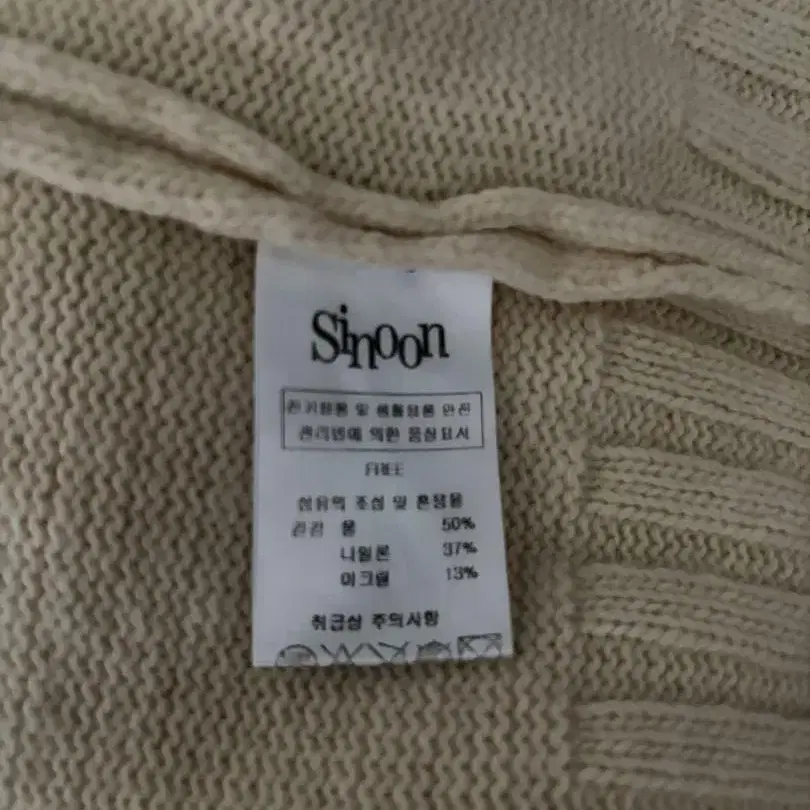 Sinoon
전기용품 및 생활용품 안전
관리법에 의한 품질표시
FREE
섬유의 조성 및 혼용율
겉감 울 50%
나일론 37%
아크릴 13%
취급상 주의사항